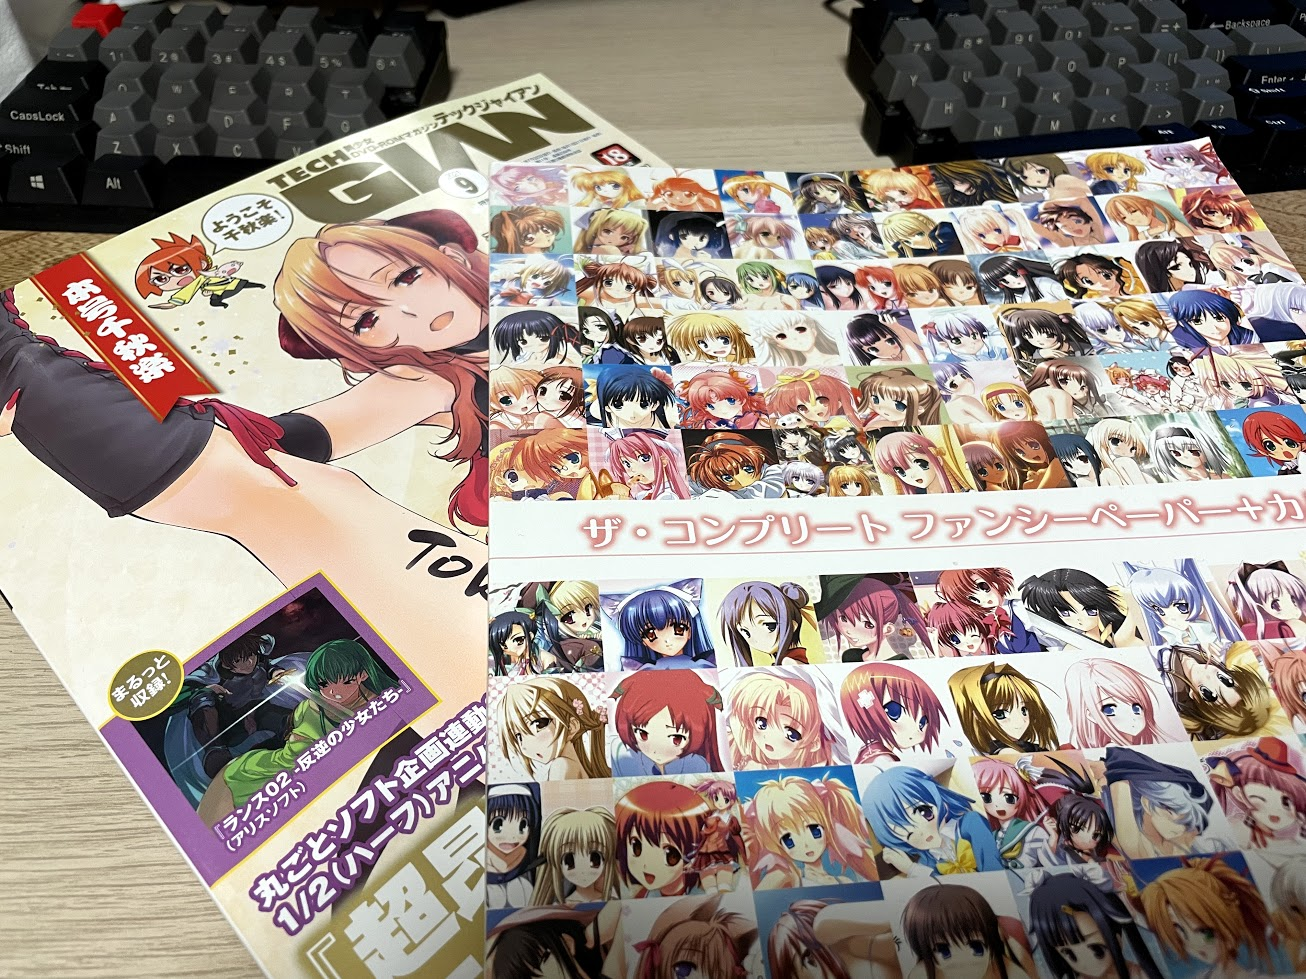 TECH
美少女
DVD-ROMマガジン
テックジャイアン
GIAN
9
18
ようこそ
千秋楽!
本号千秋楽
まるっと
収録!
『ランス02 -反逆の少女たち-』
(アリスソフト)
丸ごとソフト企画連動
1/2(ハーフ)アニ
『超昂
ザ・コンプリート ファンシーペーパー+カ
CapsLock
Shift
Alt
A
S
D
F
G
Z
X
C
V
Backspace
Enter
Shift
Y
U
I
O
P
H
J
K
L
N
M